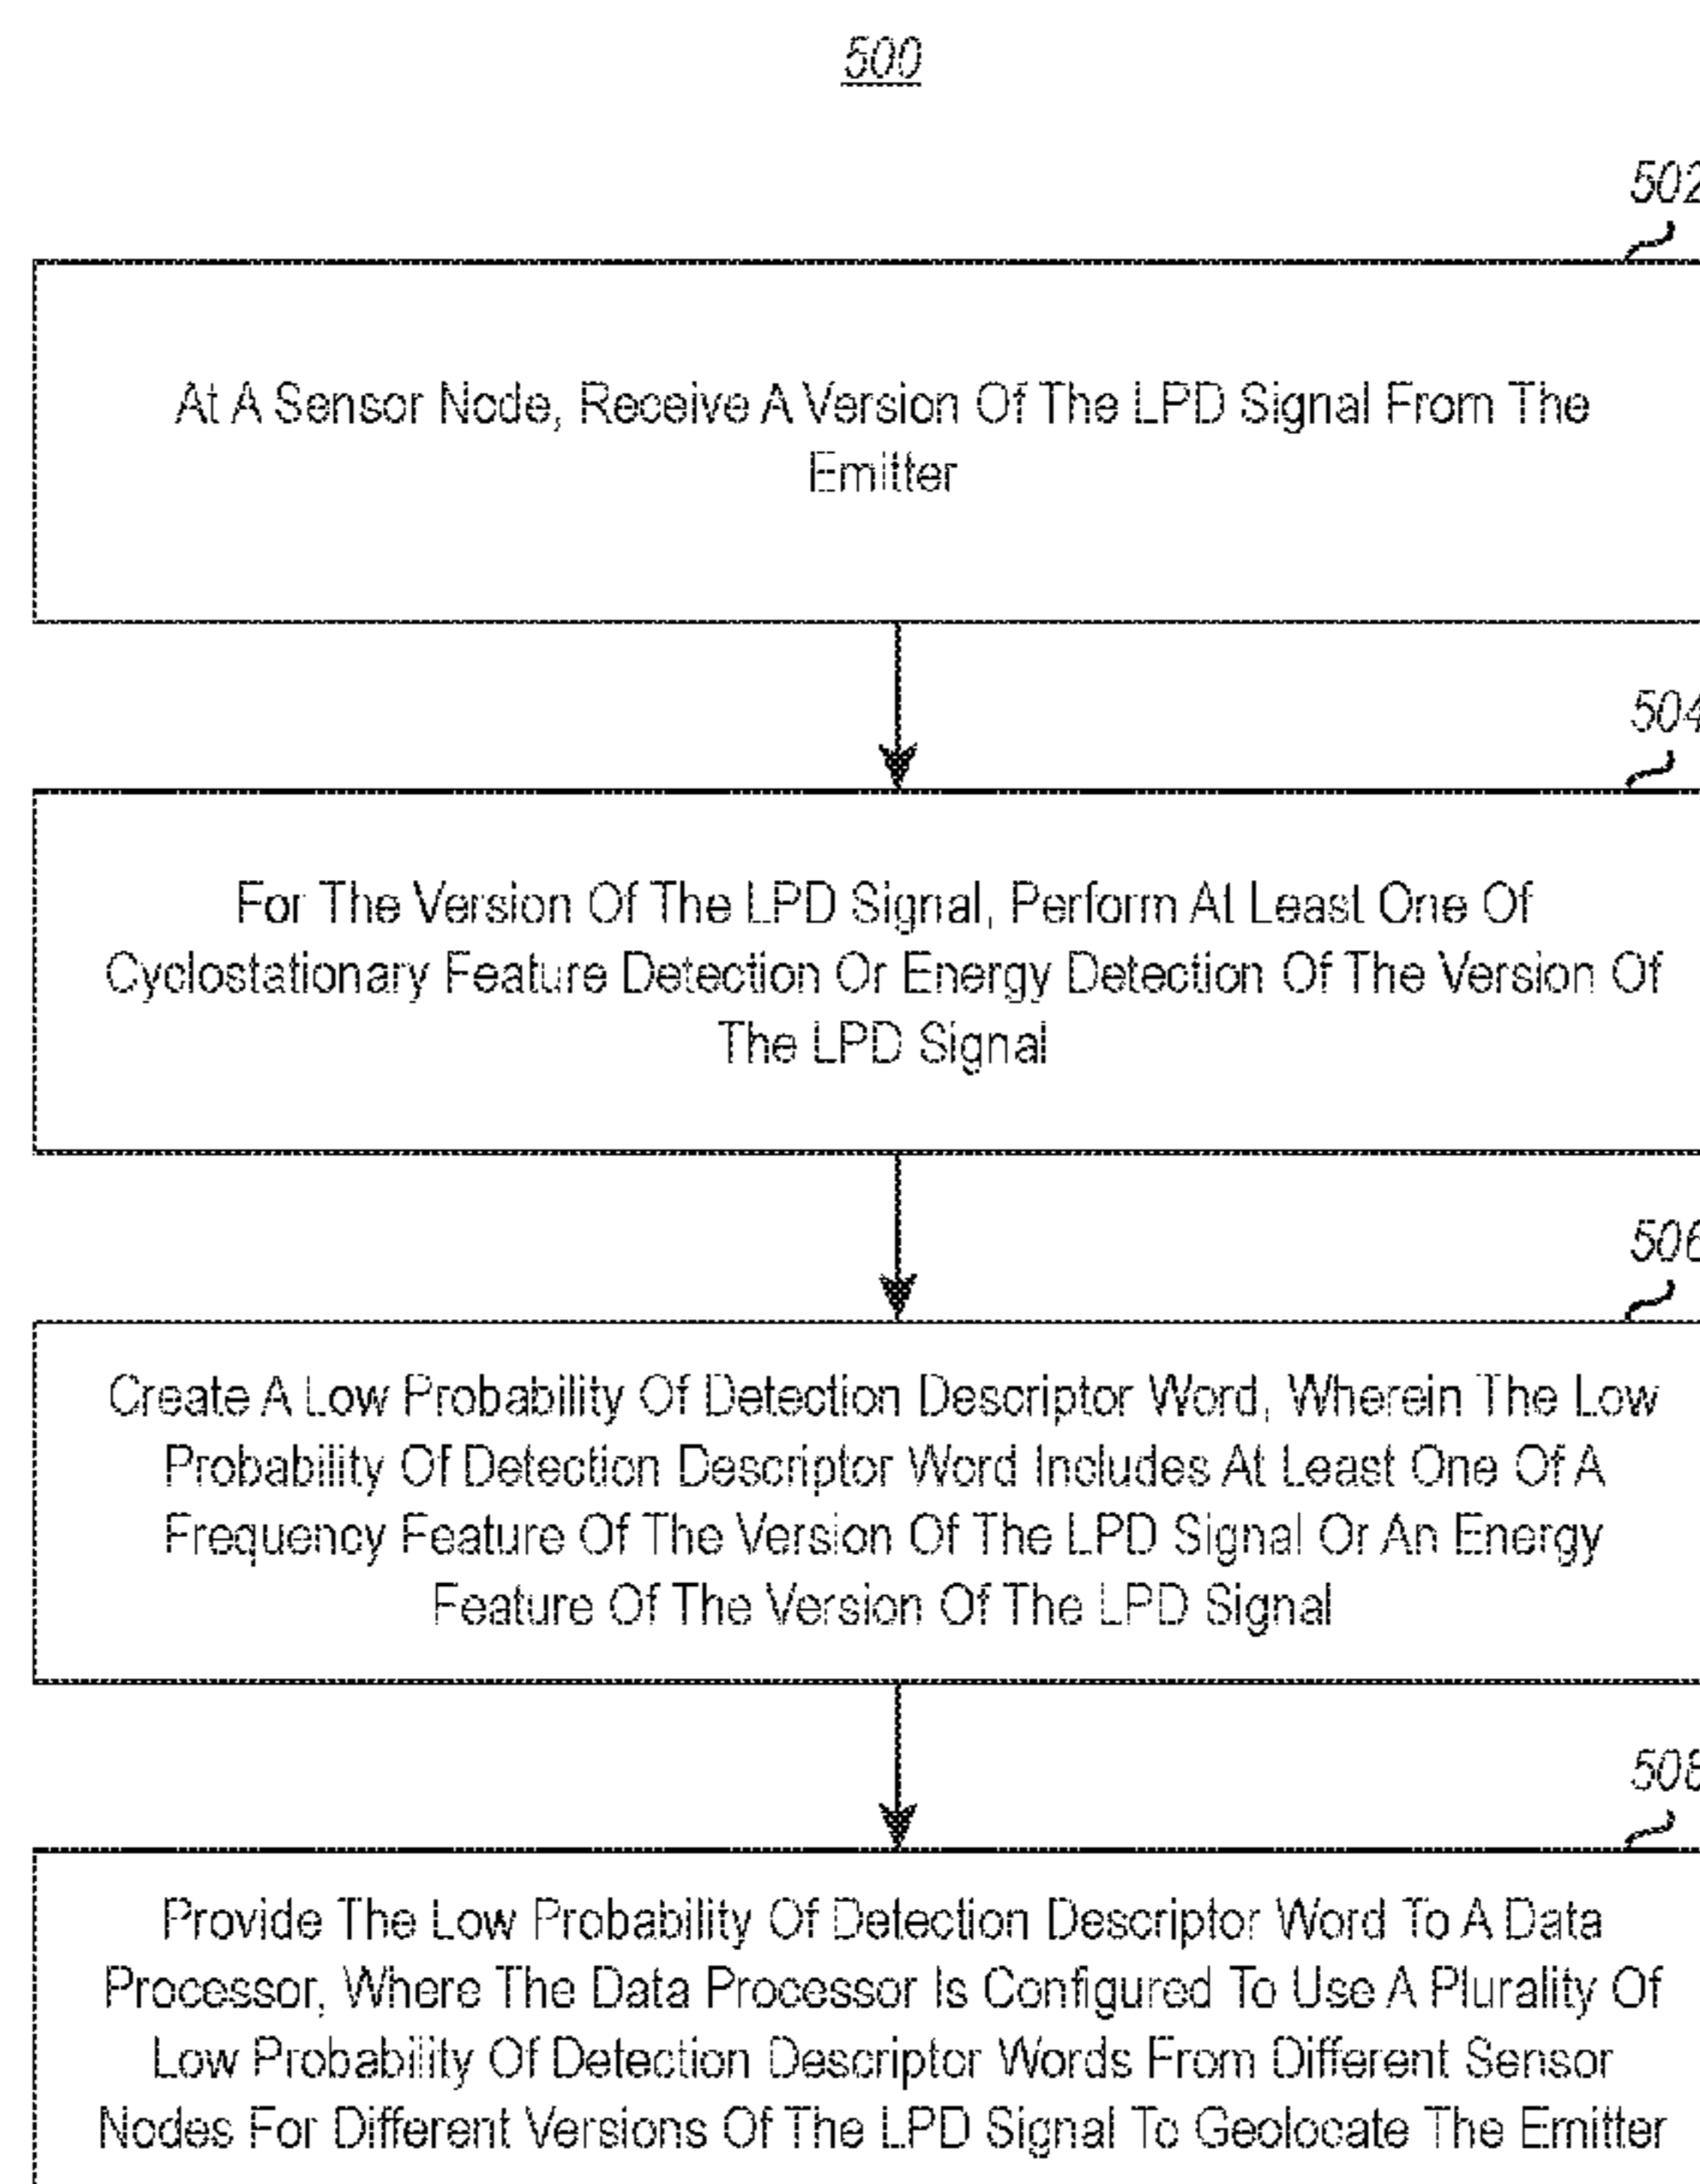 500
502
At A Sensor Node, Receive A Version Of The LPD Signal From The
Emitter
504
For The Version Of The LPD Signal, Perform At Least One Of
Cyclostationary Feature Detection Or Energy Detection Of The Version Of
The LPD Signal
506
Create A Low Probability Of Detection Descriptor Word, Wherein The Low
Probability Of Detection Descriptor Word Includes At Least One Of A
Frequency Feature Of The Version Of The LPD Signal Or An Energy
Feature Of The Version Of The LPD Signal
508
Provide The Low Probability Of Detection Descriptor Word To A Data
Processor, Where The Data Processor Is Configured To Use A Plurality Of
Low Probability Of Detection Descriptor Words From Different Sensor
Nodes For Different Versions Of The LPD Signal To Geolocate The Emitter